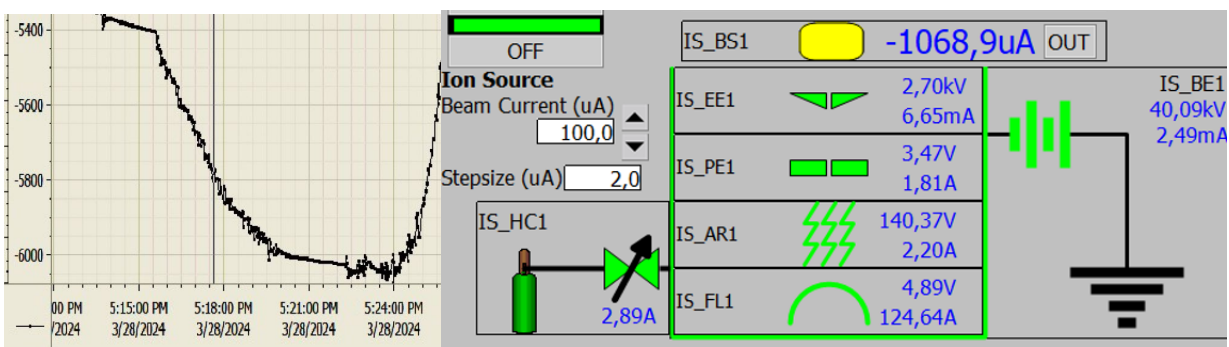 -5400
-5600
-5800
-6000
00 PM 5:15:00 PM 5:18:00 PM 5:21:00 PM 5:24:00 PM
/2024 3/28/2024 3/28/2024 3/28/2024 3/28/2024
OFF
Ion Source
Beam Current (uA)
100,0
Stepsize (uA) 2,0
IS_HC1
2,89A
IS_BS1 -1068,9uA OUT
IS_EE1 2,70kV
6,65mA
IS_PE1 3,47V
1,81A
IS_AR1 140,37V
2,20A
IS_FL1 4,89V
124,64A
IS_BE1
40,09kV
2,49mA